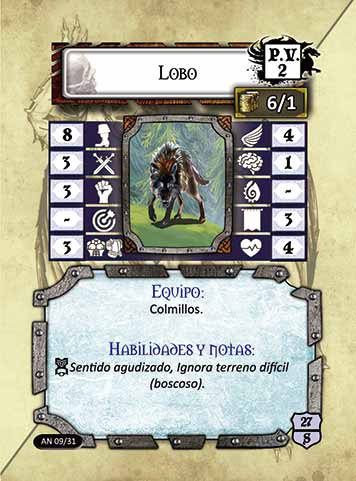 Lobo
P.V.
2
6/1
8 4
3 1
3 -
- 3
3 4
Equipo:
Colmillos.
Habilidades y Notas:
Sentido agudizado, Ignora terreno difícil
(boscoso).
AN 09/31
27
S